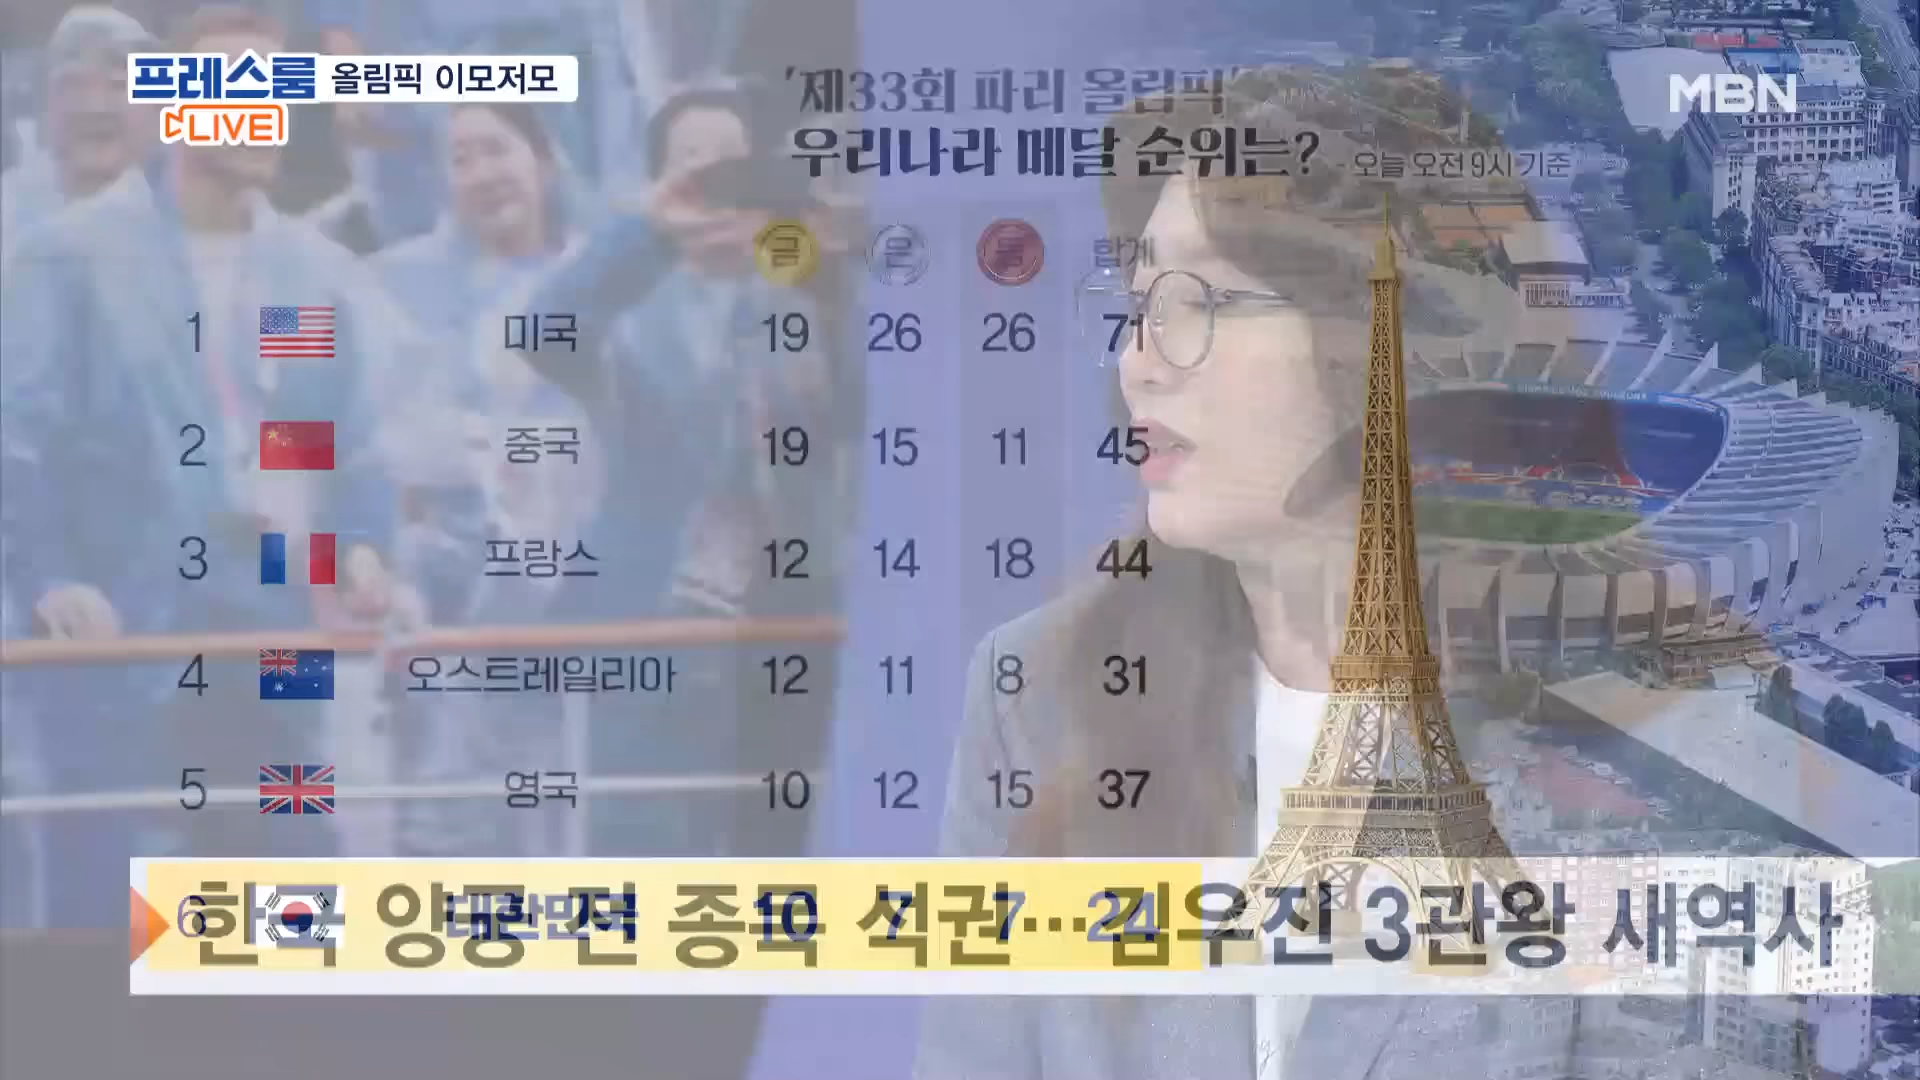 프레스룸 올림픽 이모저모
LIVE!
MBN
'제33회 파리 올림픽'
우리나라 메달 순위는? - 오늘 오전 9시 기준
금 은 동 합계
1 미국 19 26 26 71
2 중국 19 15 11 45
3 프랑스 12 14 18 44
4 오스트레일리아 12 11 8 31
5 영국 10 12 15 37
6 대한민국 10 7 7 24
한국 양궁 전 종목 석권…김우진 3관왕 새역사